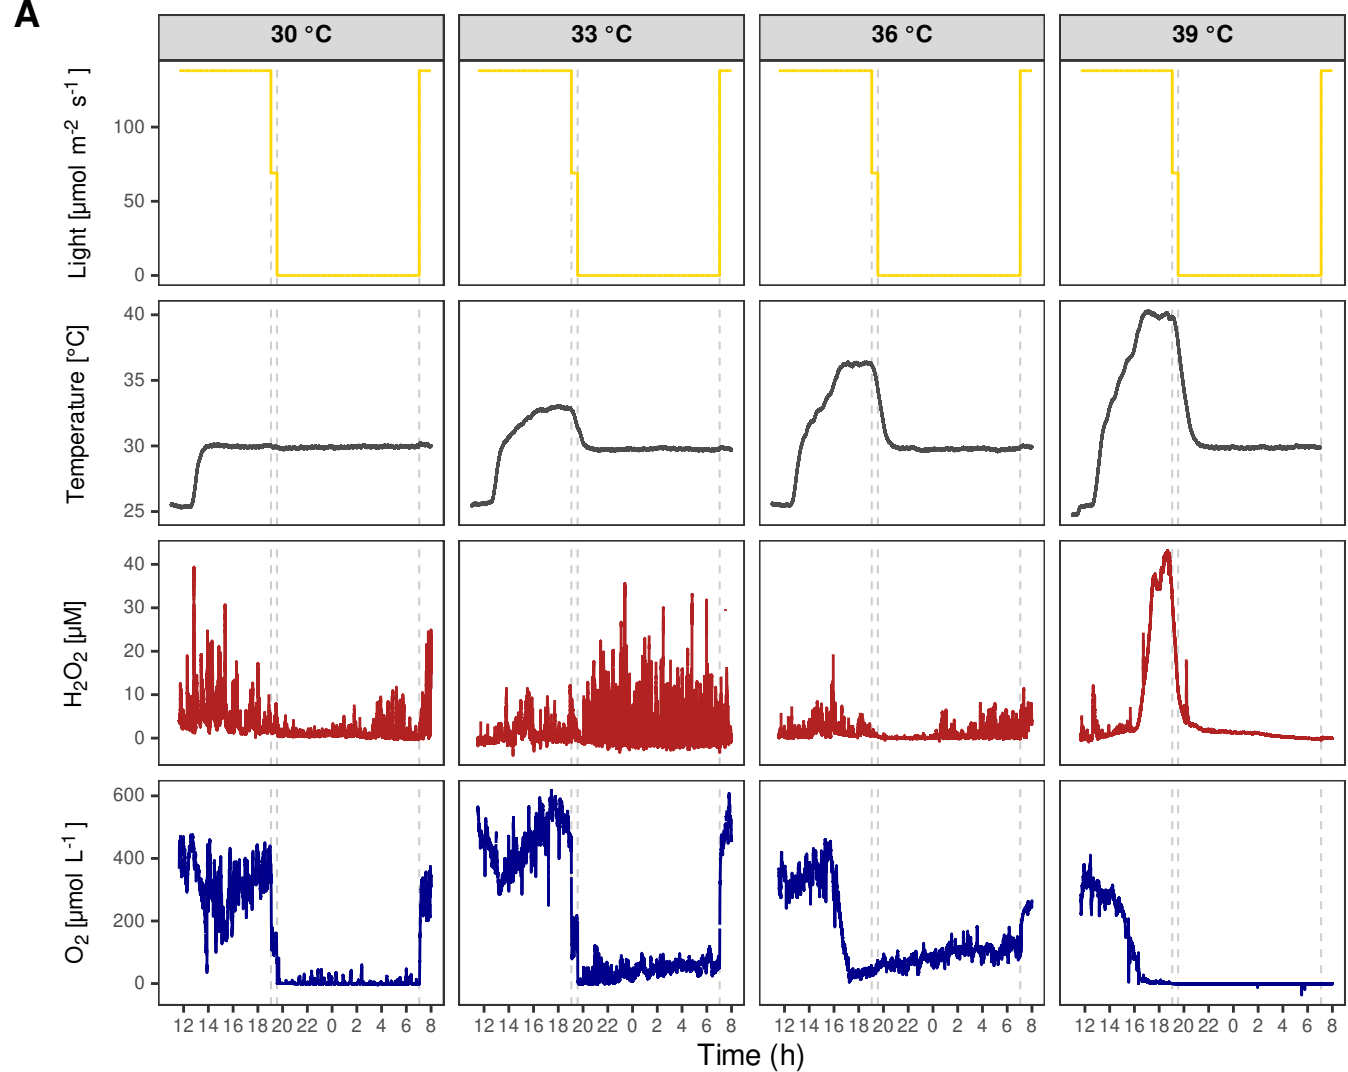 A
30 °C 33 °C 36 °C 39 °C
Light [µmol m⁻² s⁻¹ ]
100
50
0
Temperature [°C]
40
35
30
25
H₂O₂ [µM]
40
30
20
10
0
O₂ [µmol L⁻¹ ]
600
400
200
0
12 14 16 18 20 22 0 2 4 6 8 12 14 16 18 20 22 0 2 4 6 8 12 14 16 18 20 22 0 2 4 6 8 12 14 16 18 20 22 0 2 4 6 8
Time (h)